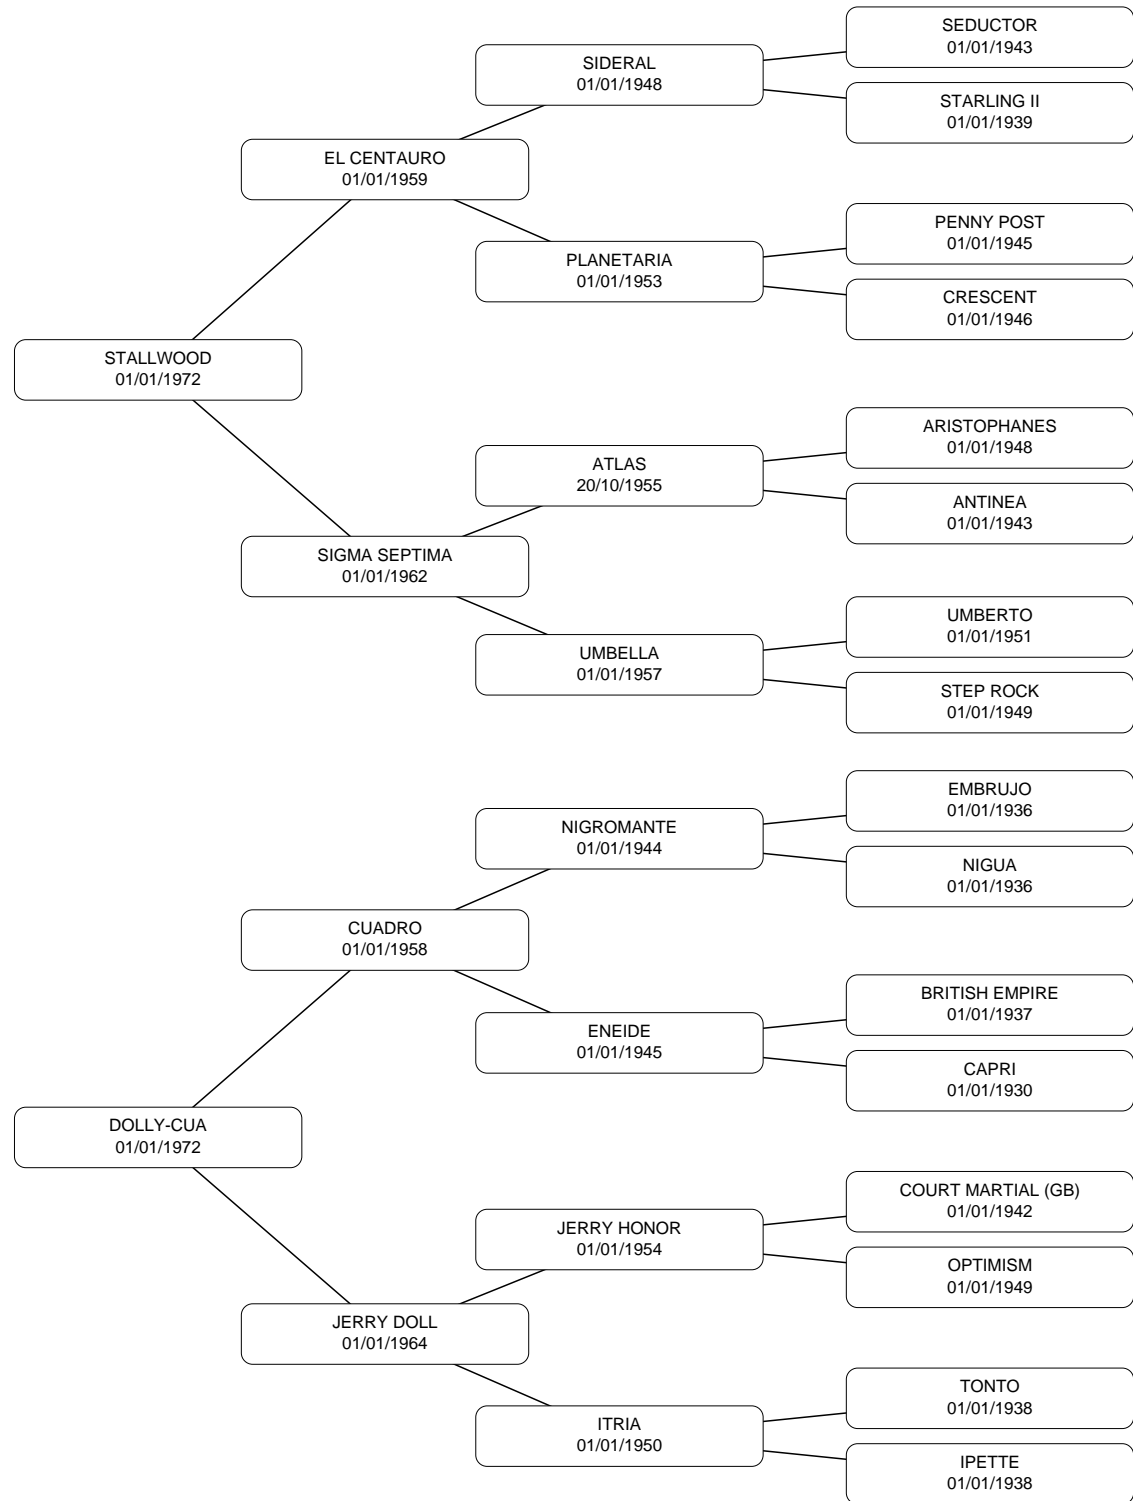 SEDUCTOR
01/01/1943
SIDERAL
01/01/1948
STARLING II
01/01/1939
EL CENTAURO
01/01/1959
PENNY POST
01/01/1945
PLANETARIA
01/01/1953
CRESCENT
01/01/1946
STALLWOOD
01/01/1972
ARISTOPHANES
01/01/1948
ATLAS
20/10/1955
ANTINEA
01/01/1943
SIGMA SEPTIMA
01/01/1962
UMBERTO
01/01/1951
UMBELLA
01/01/1957
STEP ROCK
01/01/1949
EMBRUJO
01/01/1936
NIGROMANTE
01/01/1944
NIGUA
01/01/1936
CUADRO
01/01/1958
BRITISH EMPIRE
01/01/1937
ENEIDE
01/01/1945
CAPRI
01/01/1930
DOLLY-CUA
01/01/1972
COURT MARTIAL (GB)
01/01/1942
JERRY HONOR
01/01/1954
OPTIMISM
01/01/1949
JERRY DOLL
01/01/1964
TONTO
01/01/1938
ITRIA
01/01/1950
IPETTE
01/01/1938